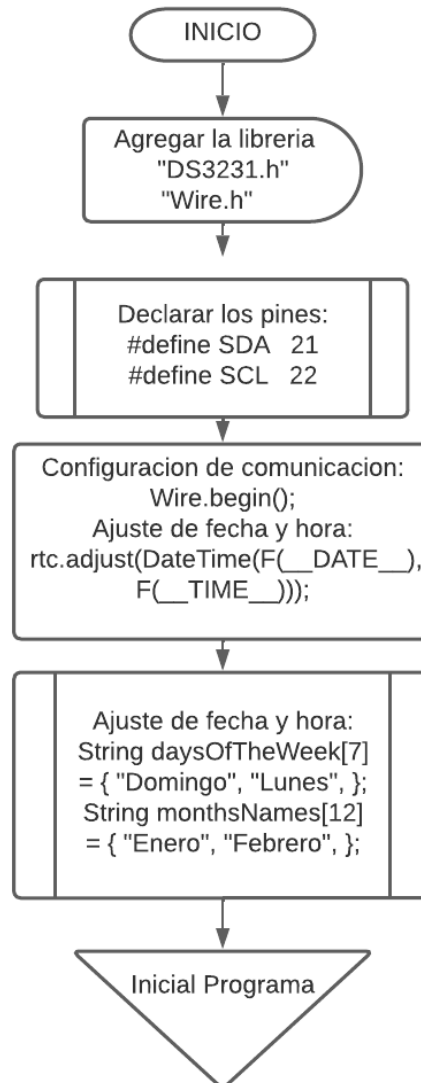 INICIO
Agregar la libreria
"DS3231.h"
"Wire.h"
Declarar los pines:
#define SDA 21
#define SCL 22
Configuracion de comunicacion:
Wire.begin();
Ajuste de fecha y hora:
rtc.adjust(DateTime(F(__DATE__),
F(__TIME__)));
Ajuste de fecha y hora:
String daysOfTheWeek[7]
= { "Domingo", "Lunes", };
String monthsNames[12]
= { "Enero", "Febrero", };
Inicial Programa